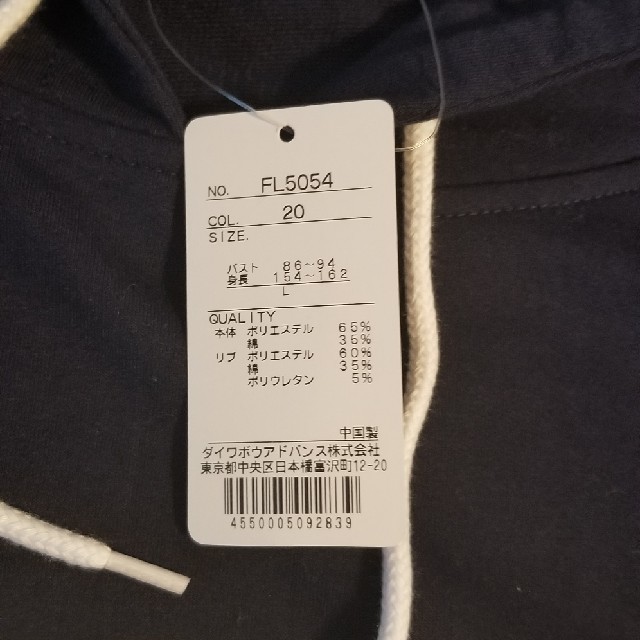 NO. FL5054
COL. 20
SIZE.
バスト 86~94
身長 154~162
L
QUALITY
本体 ポリエステル 65%
綿 35%
リブ ポリエステル 60%
綿 35%
ポリウレタン 5%
中国製
ダイワボウアドバンス株式会社
東京都中央区日本橋富沢町12-20
4550005092839